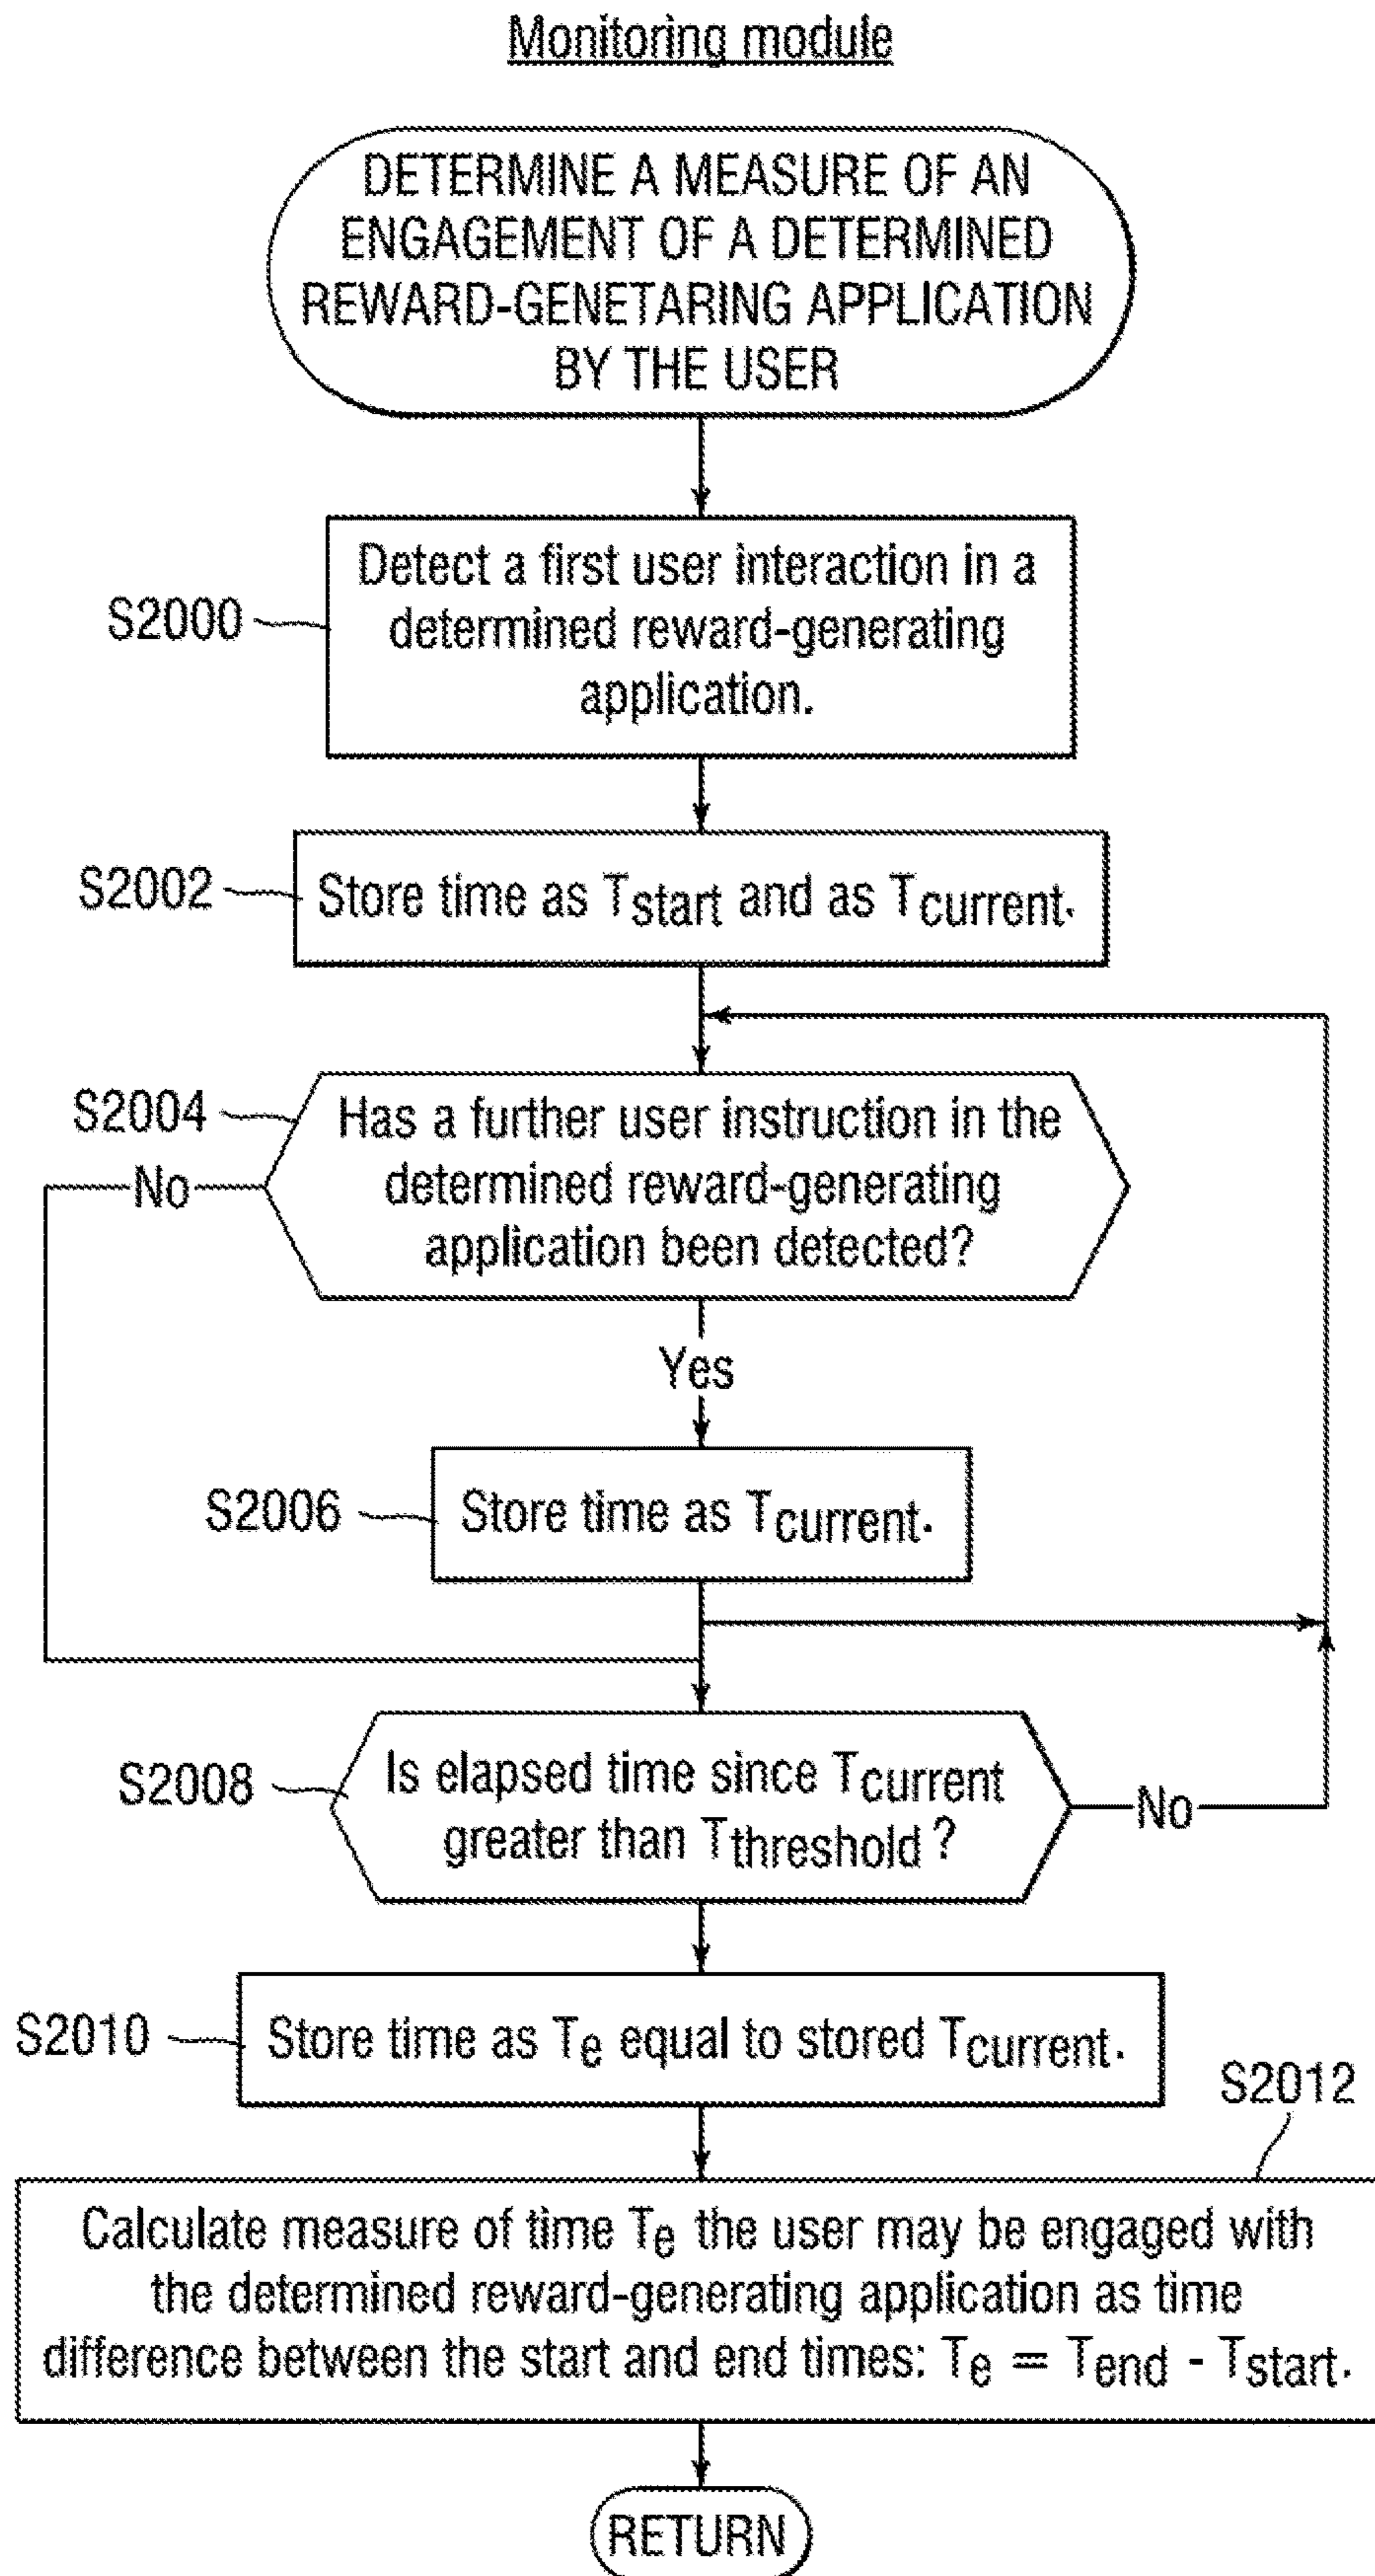 Monitoring module
DETERMINE A MEASURE OF AN
ENGAGEMENT OF A DETERMINED
REWARD-GENETARING APPLICATION
BY THE USER
S2000
Detect a first user interaction in a
determined reward-generating
application.
S2002
Store time as Tstart and as Tcurrent.
S2004
Has a further user instruction in the
determined reward-generating
application been detected?
No
Yes
S2006
Store time as Tcurrent.
S2008
Is elapsed time since Tcurrent
greater than Tthreshold?
No
S2010
Store time as Te equal to stored Tcurrent.
S2012
Calculate measure of time Te the user may be engaged with
the determined reward-generating application as time
difference between the start and end times: Te = Tend - Tstart.
RETURN